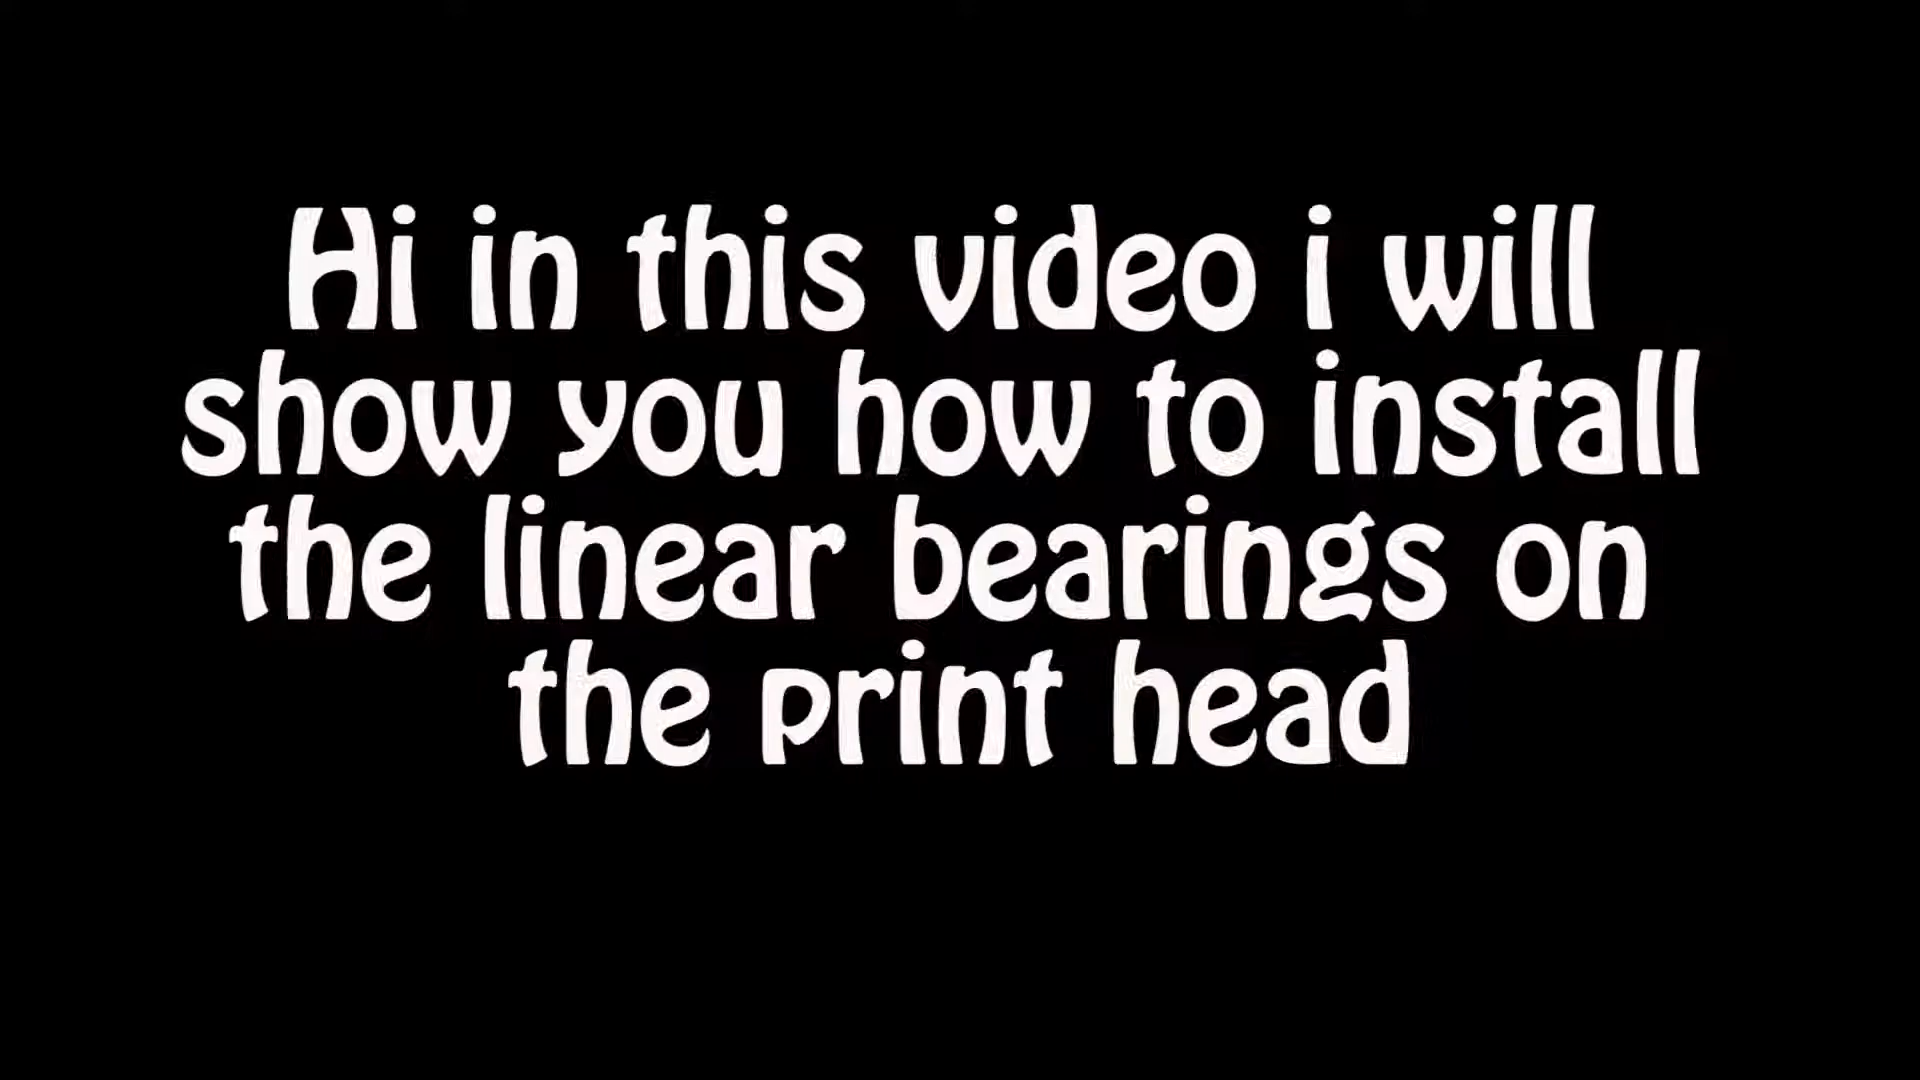 Hi in this video i will
show you how to install
the linear bearings on
the print head